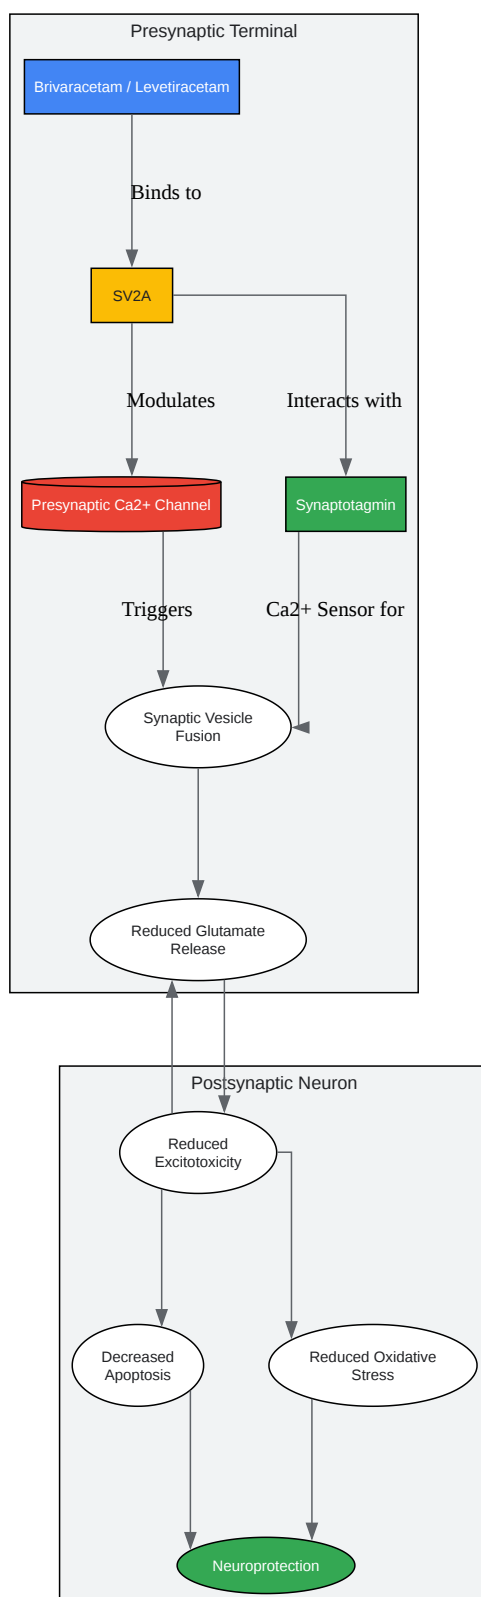 Presynaptic Terminal
Brivaracetam / Levetiracetam
Binds to
SV2A
Modulates
Interacts with
Presynaptic Ca2+ Channel
Synaptotagmin
Triggers
Ca2+ Sensor for
Synaptic Vesicle
Fusion
Reduced Glutamate
Release
Postsynaptic Neuron
Reduced
Excitotoxicity
Decreased
Apoptosis
Reduced Oxidative
Stress
Neuroprotection